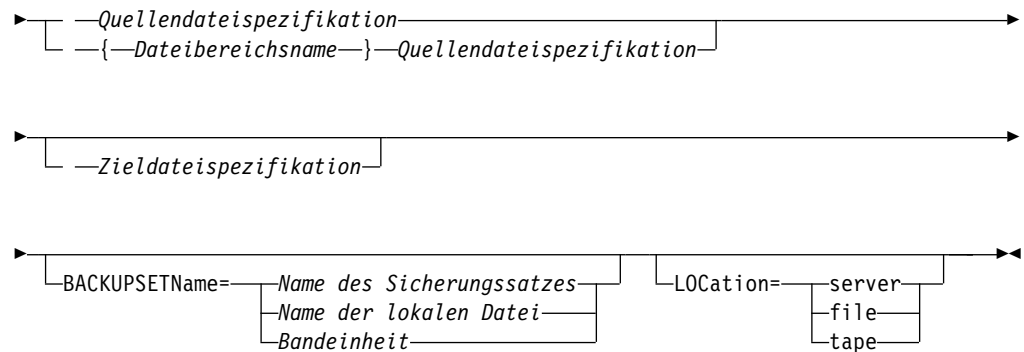 Quellendateispezifikation
{ Dateibereichsname } Quellendateispezifikation
Zieldateispezifikation
BACKUPSETName= Name des Sicherungssatzes LOCation= server
Name der lokalen Datei file
Bandeinheit tape